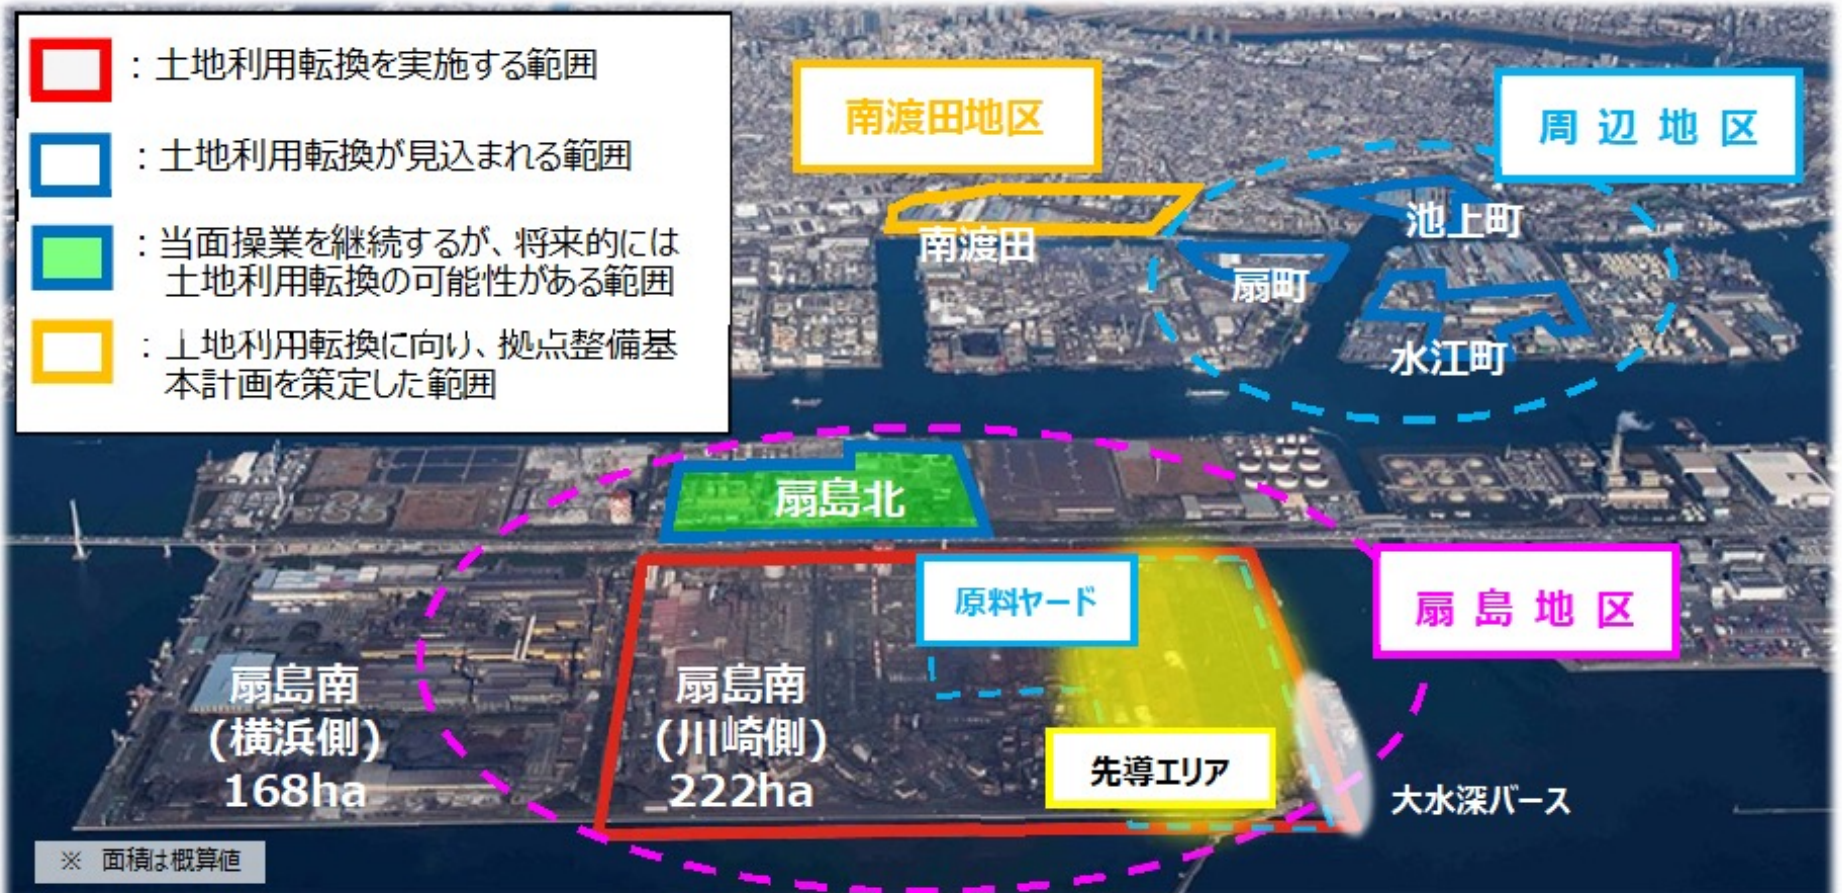 ：土地利用転換を実施する範囲
：土地利用転換が見込まれる範囲
：当面操業を継続するが、将来的には
土地利用転換の可能性がある範囲
：土地利用転換に向け、拠点整備基
本計画を策定した範囲
南渡田地区
周辺地区
南渡田
池上町
扇町
水江町
扇島北
原料ヤード
扇島地区
扇島南
(横浜側)
168ha
扇島南
(川崎側)
222ha
先導エリア
大水深バース
※ 面積は概算値